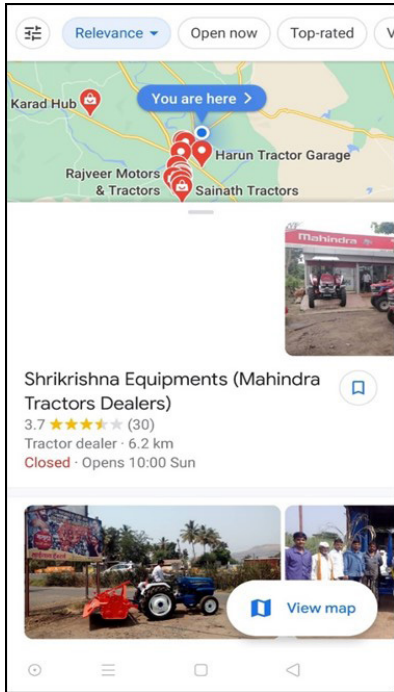 Relevance
Open now
Top-rated
V
You are here
Karad Hub
Harun Tractor Garage
Rajveer Motors
& Tractors
Sainath Tractors
Mahindra
Shrikrishna Equipments (Mahindra
Tractors Dealers)
3.7 (30)
Tractor dealer · 6.2 km
Closed · Opens 10:00 Sun
View map